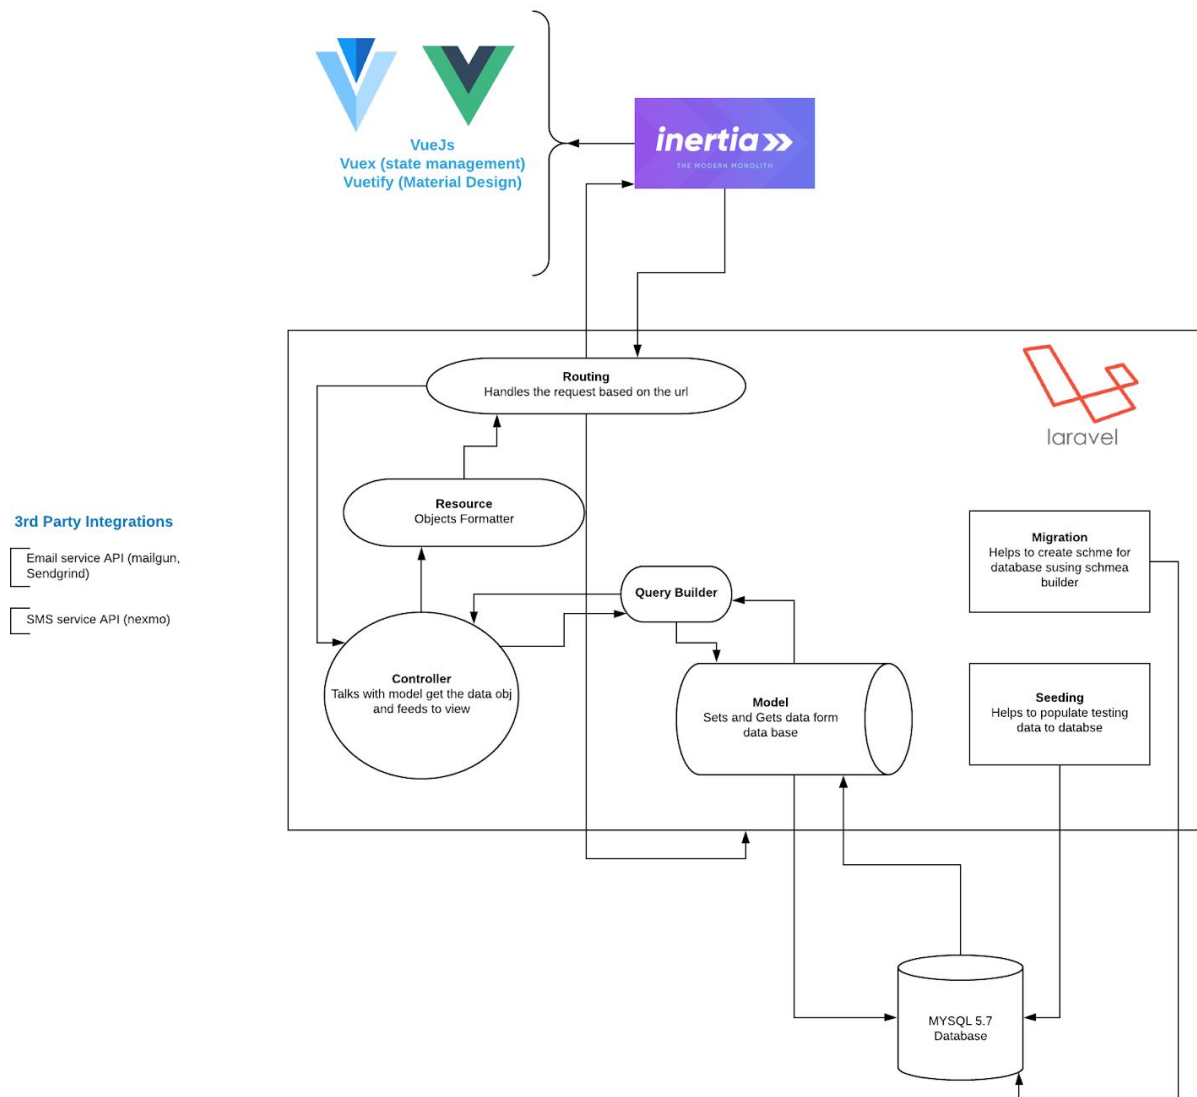 VueJs
Vuex (state management)
Vuetify (Material Design)
inertia
THE MODERN MONOLITH
Routing
Handles the request based on the url
laravel
Resource
Objects Formatter
3rd Party Integrations
Email service API (mailgun,
Sendgrind)
SMS service API (nexmo)
Query Builder
Migration
Helps to create schme for
database susing schmea
builder
Controller
Talks with model get the data obj
and feeds to view
Model
Sets and Gets data form
data base
Seeding
Helps to populate testing
data to databse
MYSQL 5.7
Database